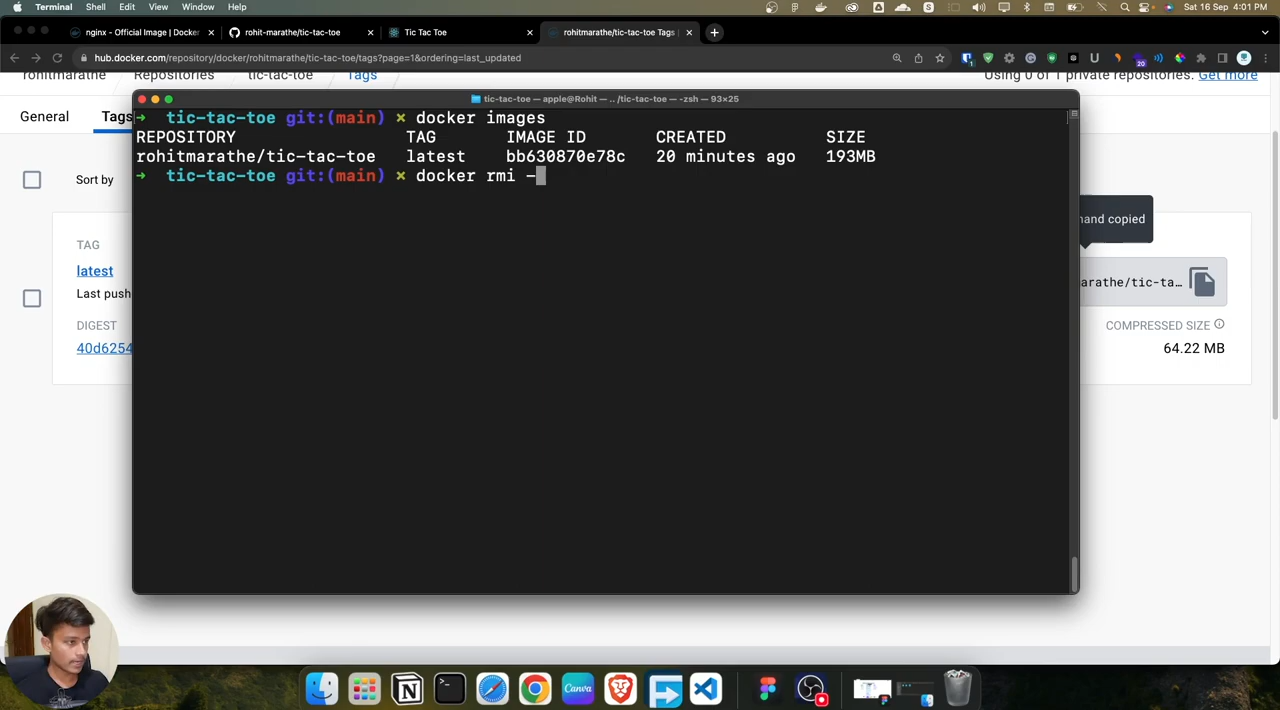 Terminal Shell Edit View Window Help Sat 16 Sep 4:01 PM
nginx - Official Image | Docker rohit-marathe/tic-tac-toe Tic Tac Toe rohitmarathe/tic-tac-toe Tags
hub.docker.com/repository/docker/rohitmarathe/tic-tac-toe/tags?page=1&ordering=last_updated
rohitmarathe Repositories tic-tac-toe Tags Using 0 of 1 private repositories. Get more
tic-tac-toe — apple@Rohit — .. /tic-tac-toe — -zsh — 93×25
General Tags
→ tic-tac-toe git:(main) × docker images
REPOSITORY TAG IMAGE ID CREATED SIZE
rohitmarathe/tic-tac-toe latest bb630870e78c 20 minutes ago 193MB
→ tic-tac-toe git:(main) × docker rmi -
Sort by
copied
TAG
latest
arathe/tic-ta…
Last push
DIGEST
COMPRESSED SIZE
40d6254
64.22 MB
20
Canva